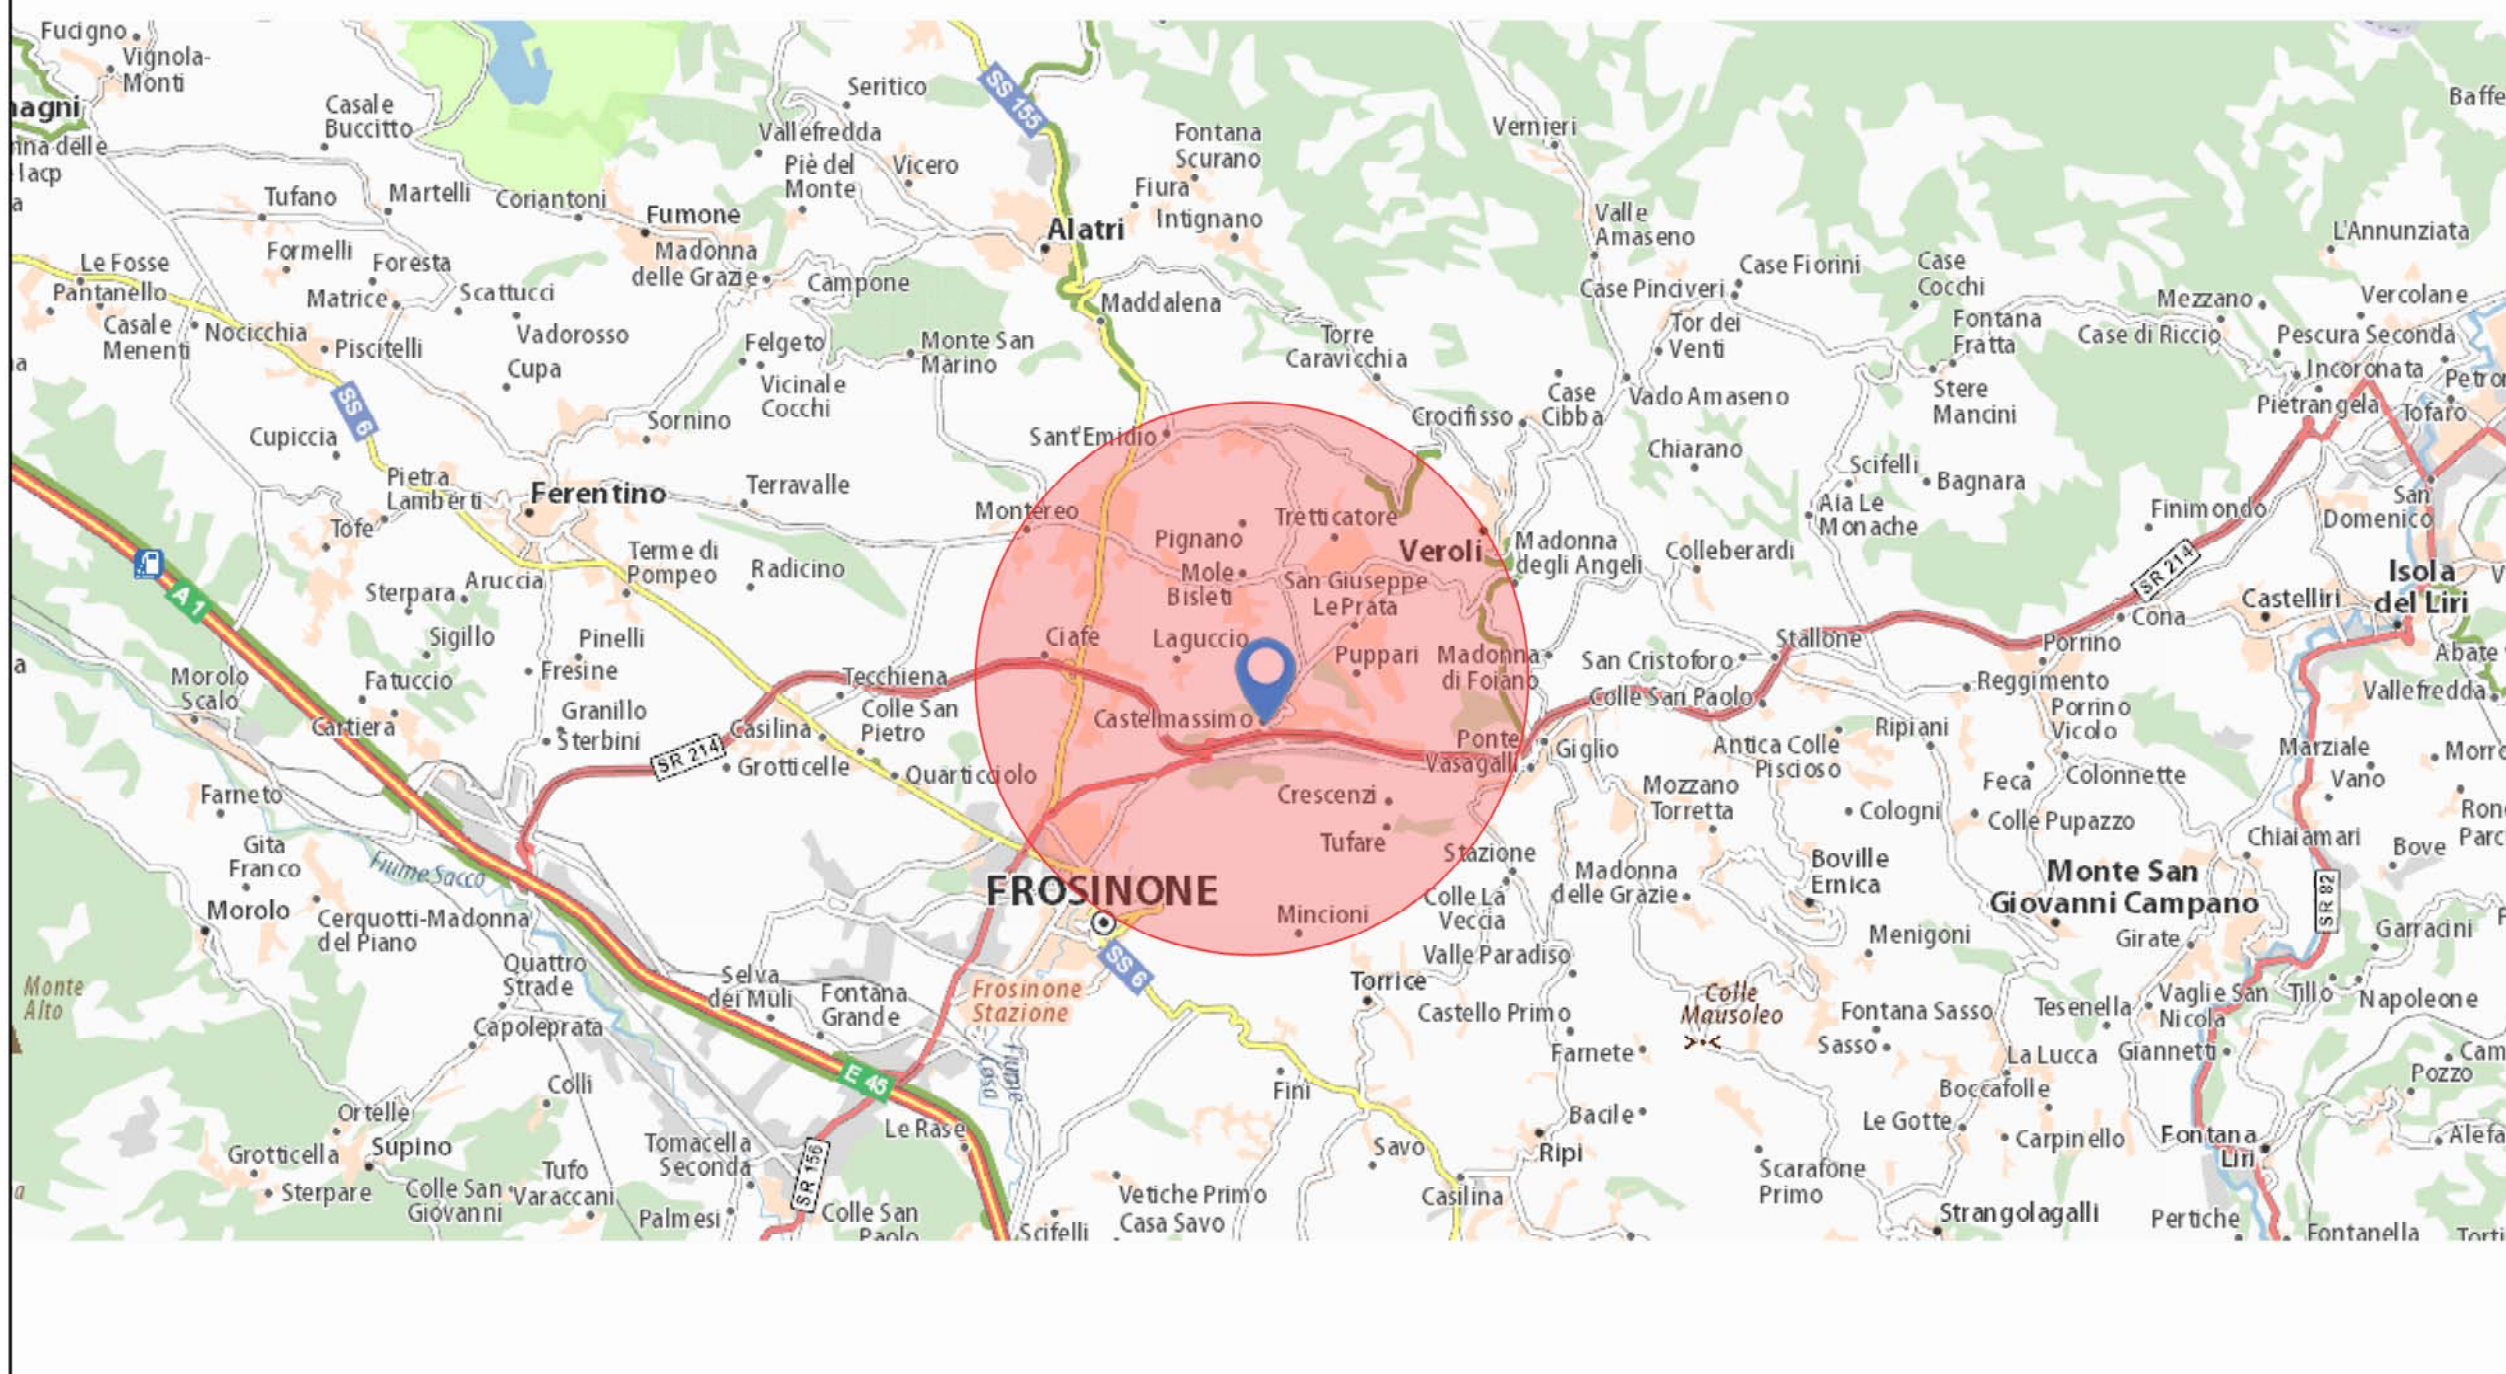 Fucigno
Vignola-
Monti
nagni
nna delle
Iacp
a
Casale
Buccitto
Seritico
SS 155
Vallefredda
Piè del
Monte
Vicero
Fontana
Scurano
Fiura
Intignano
Vernieri
Baffe
Tufano
Martelli
Coriantoni
Fumone
Madonna
delle Grazie
Alatri
Valle
Amaseno
L'Annunziata
Le Fosse
Pantanello
Formelli
Foresta
Matrice
Scattucci
Campone
Maddalena
Case Pinciveri
Case Fiorini
Case
Cocchi
Mezzano
Vercolane
Casale
Menenti
Nocicchia
Piscitelli
Vadorosso
Cupa
Felgeto
Vicinale
Cocchi
Monte San
Marino
Torre
Caravicchia
Tor dei
Venti
Fontana
Fratta
Case di Riccio
Pescura Seconda
Incoronata
Petror
na
SS 6
Cupiccia
Sornino
Sant'Emidio
Crocifisso
Case
Cibba
Vado Amaseno
Stere
Mancini
Pietrangela
Tofaro
Chiarano
Pietra
Lamberti
Ferentino
Terravalle
Montereo
Tretticatore
Scifelli
Bagnara
Aia Le
Monache
Finimondo
San
Domenico
Tofe
Terme di
Pompeo
Radicino
Pignano
Mole
Bisleti
San Giuseppe
Le Prata
Veroli
Madonna
degli Angeli
Colleberardi
SR 214
Isola
del Liri
V
A 1
Sterpara
Aruccia
Castelliri
Cona
Sigillo
Pinelli
Fresine
Ciafe
Laguccio
Puppari
Madonna
di Foiano
San Cristoforo
Stallone
Porrino
Abate
a
Morolo
Scalo
Fatuccio
Cartiera
Granillo
Sterbini
Tecchiena
Colle San
Pietro
Castelmassimo
Colle San Paolo
Reggimento
Porrino
Vicolo
Vallefredda
SR 214
Casilina
Grotticelle
Quarticciolo
Ponte
Vasagalli
Giglio
Antica Colle
Piscioso
Ripiani
Marziale
Vano
Morro
Farneto
Crescenzi
Tufare
Mozzano
Torretta
Cologni
Feca
Colonnette
Colle Pupazzo
Chiaiamari
Bove
Ron
Parc
Gita
Franco
Fiume Sacco
Stazione
Boville
Ernica
Monte San
Giovanni Campano
SR 82
Morolo
Cerquotti-Madonna
del Piano
FROSINONE
Mincioni
Colle La
Veccia
Madonna
delle Grazie
Menigoni
Girate
Garracini
F
Monte
Alto
Quattro
Strade
Selva
dei Muli
Fontana
Grande
Frosinone
Stazione
SS 6
Valle Paradiso
Torrice
Castello Primo
Colle
Mausoleo
Fontana Sasso
Sasso
Tesenella
Vaglie San
Nicola
Tillo
Napoleone
Capoleprata
Fiume
Cosa
Farnete
La Lucca
Giannetti
Cam
Pozzo
E 45
Colli
Fini
Boccafolle
Ortelle
Le Rase
Bacile
Le Gotte
Carpinello
Alefa
Grotticella
Supino
Tufo
Varaccani
Tomacella
Seconda
SR 156
Savo
Ripi
Fontana
Liri
Sterpare
Colle San
Giovanni
Palmesi
Colle San
Paolo
Scifelli
Vetiche Primo
Casa Savo
Casilina
Scarafone
Primo
Strangolagalli
Pertiche
Fontanella
Torti
a